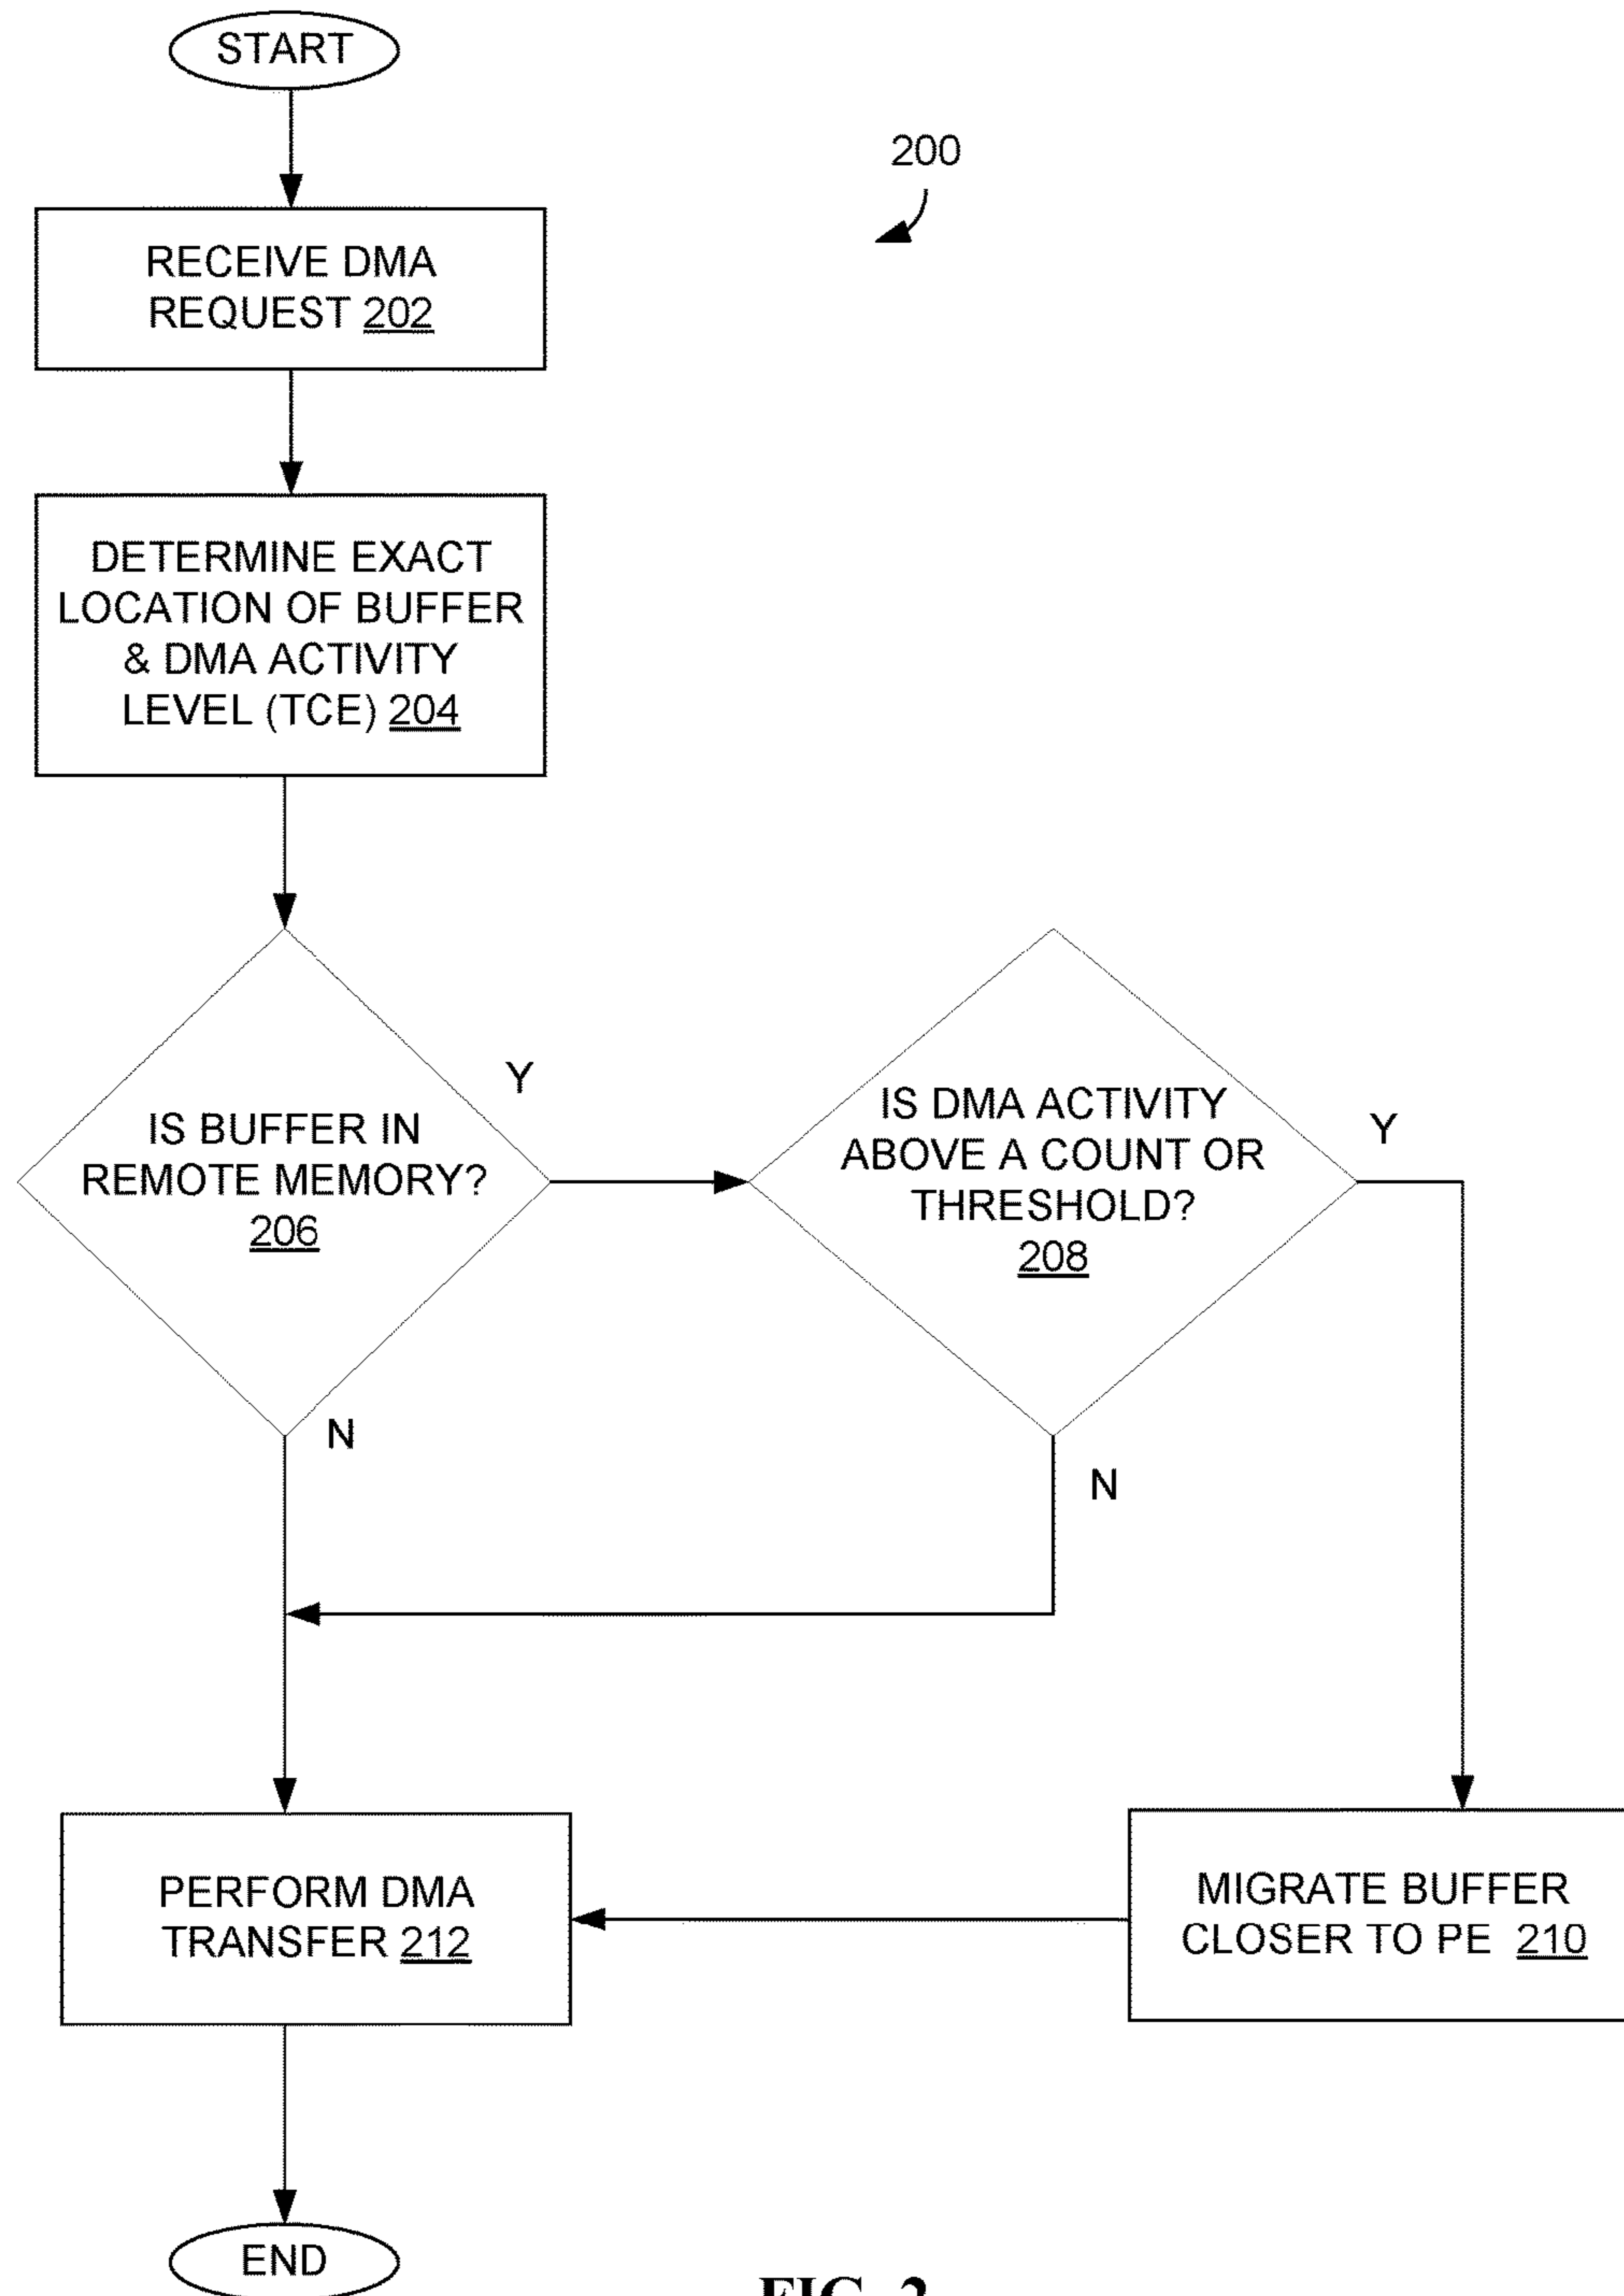 START
200
RECEIVE DMA
REQUEST 202
DETERMINE EXACT
LOCATION OF BUFFER
& DMA ACTIVITY
LEVEL (TCE) 204
IS BUFFER IN
REMOTE MEMORY?
206
Y
IS DMA ACTIVITY
ABOVE A COUNT OR
THRESHOLD?
208
Y
N
N
PERFORM DMA
TRANSFER 212
MIGRATE BUFFER
CLOSER TO PE 210
END
FIG. 2